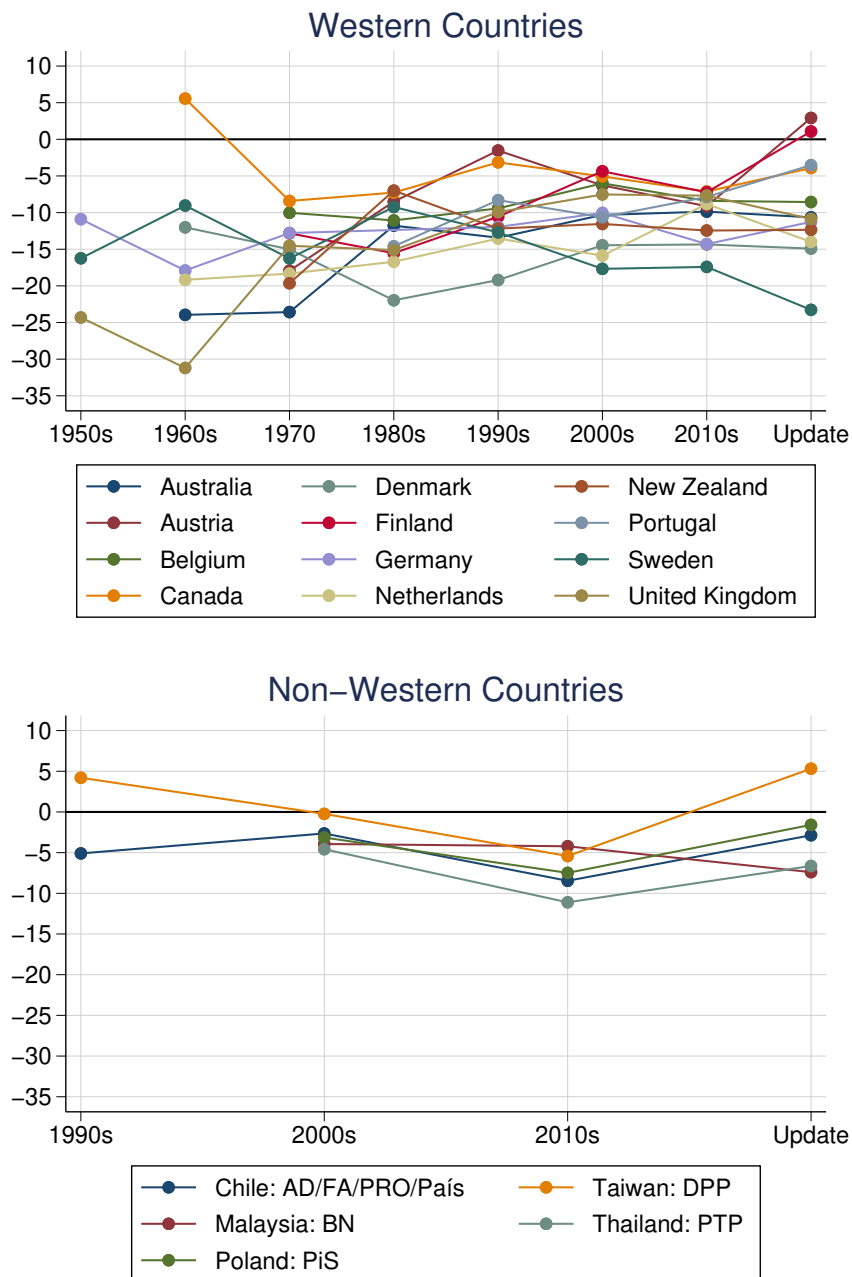 Western Countries
10
5
0
−5
−10
−15
−20
−25
−30
−35
1950s 1960s 1970 1980s 1990s 2000s 2010s Update
Australia Denmark New Zealand
Austria Finland Portugal
Belgium Germany Sweden
Canada Netherlands United Kingdom
Non−Western Countries
10
5
0
−5
−10
−15
−20
−25
−30
−35
1990s 2000s 2010s Update
Chile: AD/FA/PRO/País Taiwan: DPP
Malaysia: BN Thailand: PTP
Poland: PiS